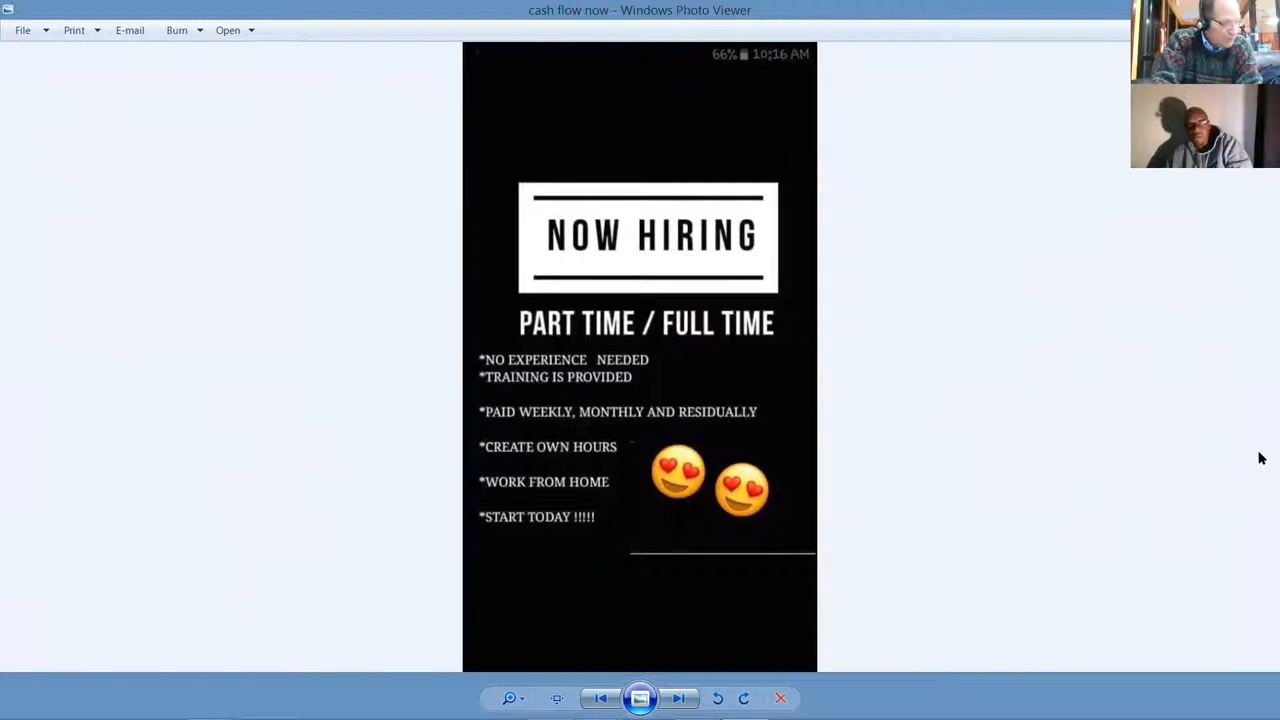 cash flow now - Windows Photo Viewer
File Print E-mail Burn Open
66% 10:16 AM
NOW HIRING
PART TIME / FULL TIME
*NO EXPERIENCE NEEDED
*TRAINING IS PROVIDED
*PAID WEEKLY, MONTHLY AND RESIDUALLY
*CREATE OWN HOURS
*WORK FROM HOME
*START TODAY !!!!!